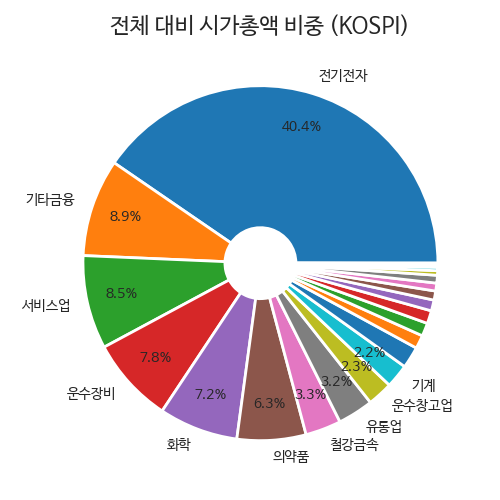 전체 대비 시가총액 비중 (KOSPI)
전기전자
40.4%
기타금융
8.9%
서비스업
8.5%
운수장비
7.8%
화학
7.2%
의약품
6.3%
철강금속
3.3%
유통업
3.2%
운수창고업
2.3%
기계
2.2%